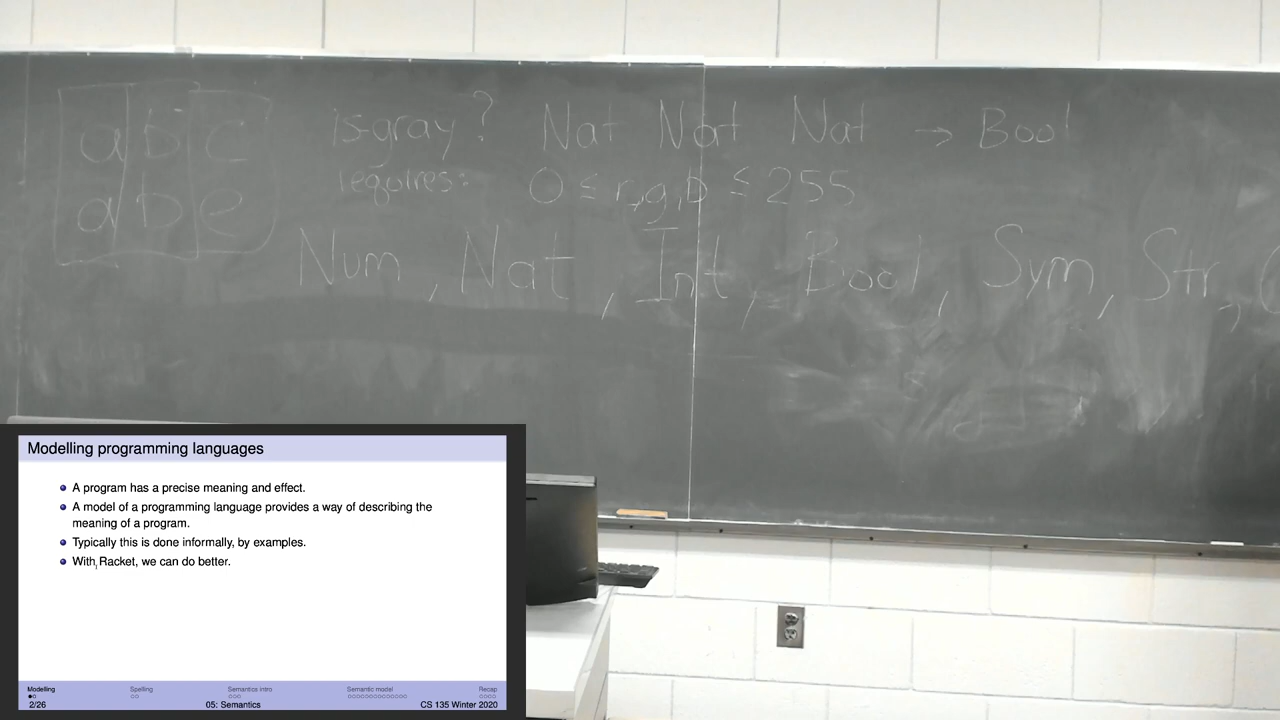 a b c
a b e
is-gray? Nat Nat Nat → Bool
requires: 0 ≤ r,g,b ≤ 255
Num, Nat, Int, Bool, Sym, Str,
Modelling programming languages
A program has a precise meaning and effect.
A model of a programming language provides a way of describing the
meaning of a program.
Typically this is done informally, by examples.
With Racket, we can do better.
Modelling Spelling Semantics intro Semantic model Recap
2/26 05: Semantics CS 135 Winter 2020